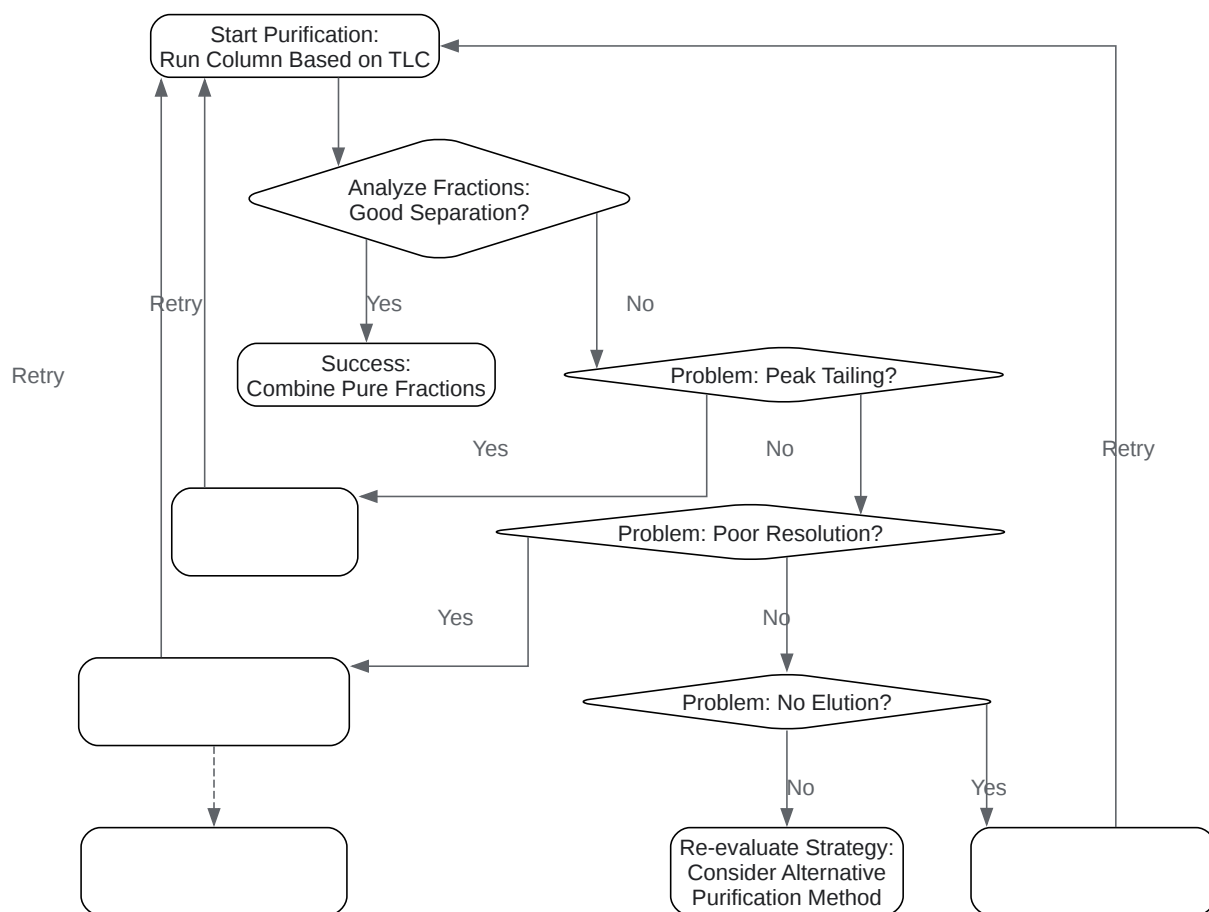 Start Purification:
Run Column Based on TLC
Analyze Fractions:
Good Separation?
Retry
Yes
No
Success:
Combine Pure Fractions
Retry
Problem: Peak Tailing?
Yes
No
Retry
Problem: Poor Resolution?
Yes
No
Problem: No Elution?
No
Yes
Re-evaluate Strategy:
Consider Alternative
Purification Method